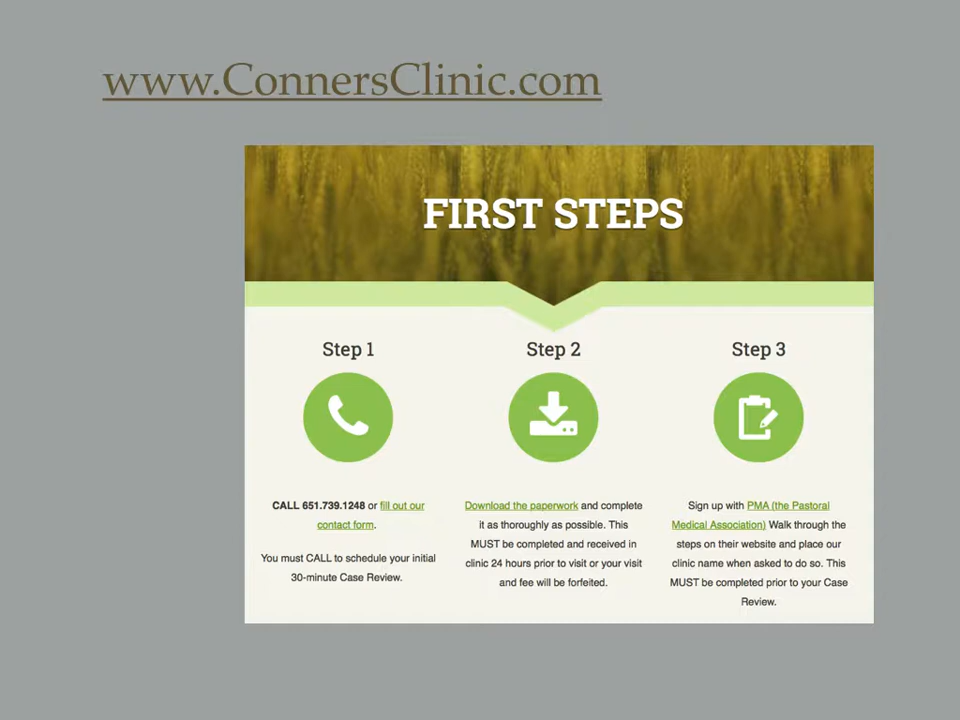 www.ConnersClinic.com
FIRST STEPS
Step 1
CALL 651.739.1248 or fill out our
contact form.
You must CALL to schedule your initial
30-minute Case Review.
Step 2
Download the paperwork and complete
it as thoroughly as possible. This
MUST be completed and received in
clinic 24 hours prior to visit or your visit
and fee will be forfeited.
Step 3
Sign up with PMA (the Pastoral
Medical Association) Walk through the
steps on their website and place our
clinic name when asked to do so. This
MUST be completed prior to your Case
Review.